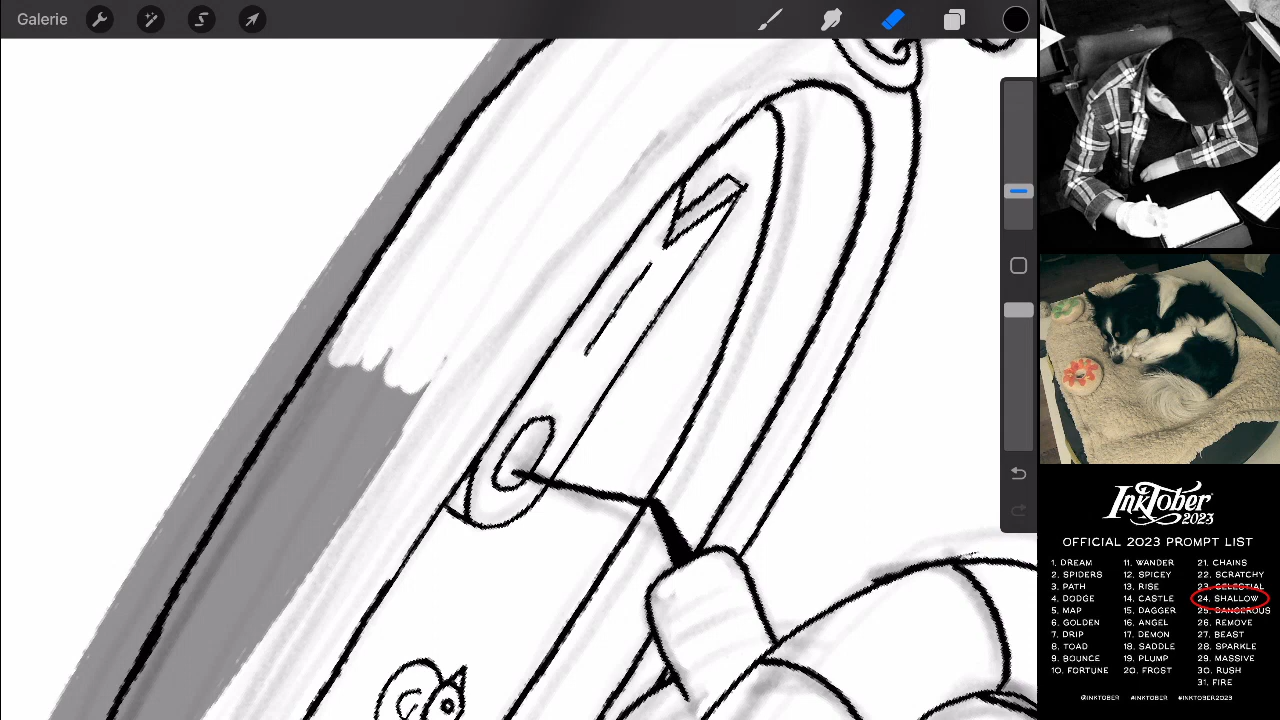 Galerie
INKTOBER
2023
OFFICIAL 2023 PROMPT LIST
1. DREAM
2. SPIDERS
3. PATH
4. DODGE
5. MAP
6. GOLDEN
7. DRIP
8. TOAD
9. BOUNCE
10. FORTUNE
11. WANDER
12. SPICEY
13. RISE
14. CASTLE
15. DAGGER
16. ANGEL
17. DEMON
18. SADDLE
19. PLUMP
20. FROST
21. CHAINS
22. SCRATCHY
23. CELESTIAL
24. SHALLOW
25. DANGEROUS
26. REMOVE
27. BEAST
28. SPARKLE
29. MASSIVE
30. RUSH
31. FIRE
@INKTOBER #INKTOBER #INKTOBER2023